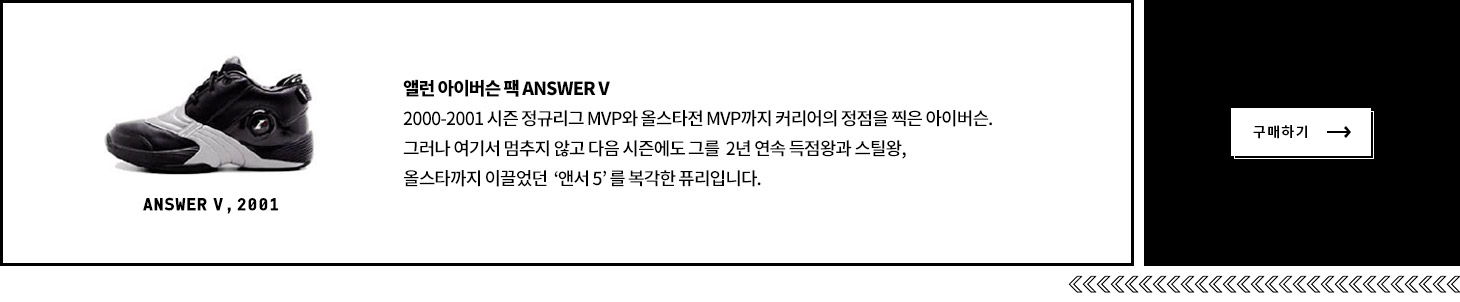 앨런 아이버슨 팩 ANSWER V
2000-2001 시즌 정규리그 MVP와 올스타전 MVP까지 커리어의 정점을 찍은 아이버슨.
그러나 여기서 멈추지 않고 다음 시즌에도 그를 2년 연속 득점왕과 스틸왕,
올스타까지 이끌었던 ‘앤서 5’ 를 복각한 퓨리입니다.
ANSWER V, 2001
구매하기